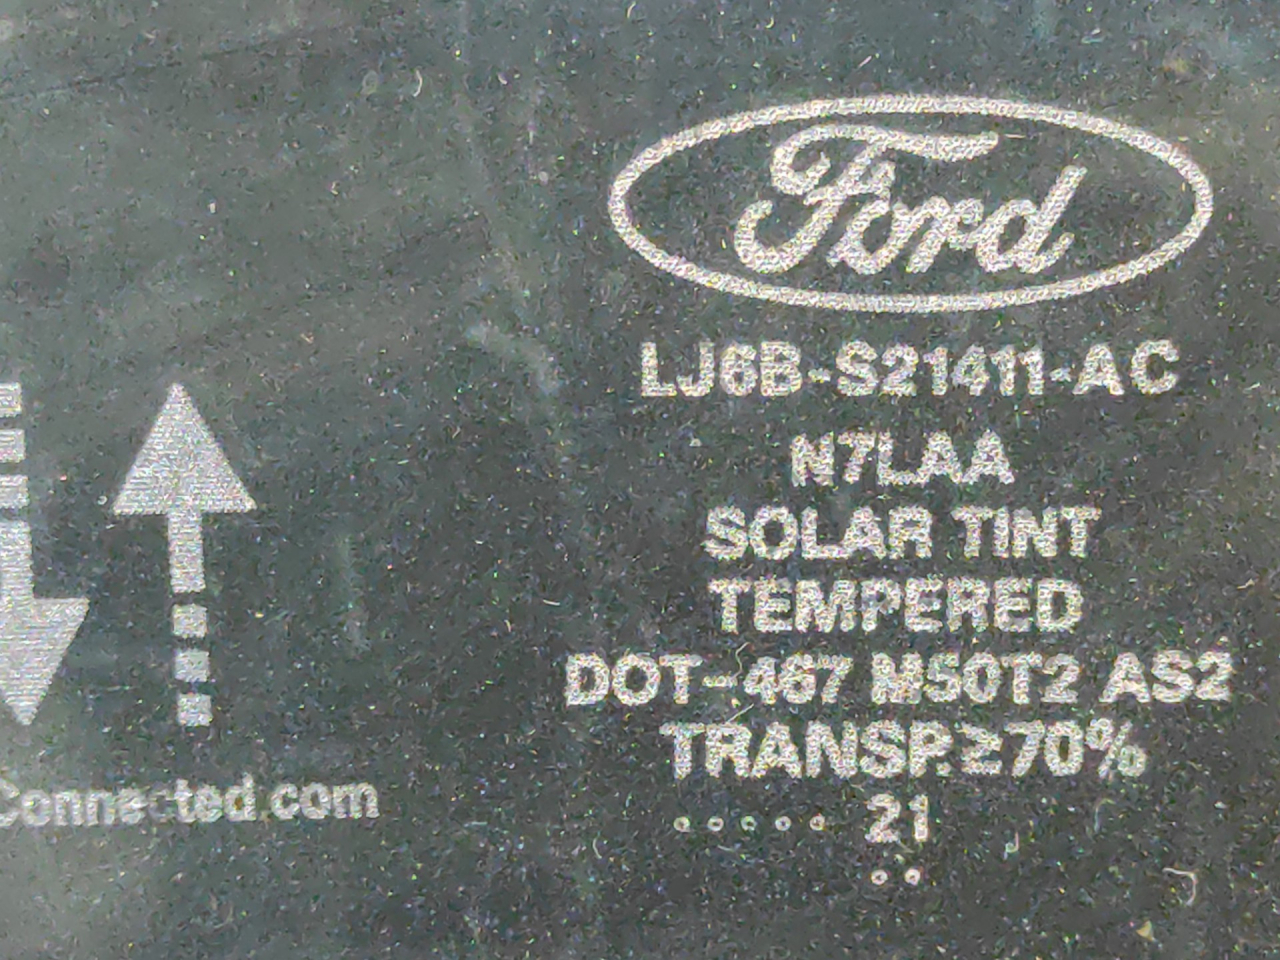 Ford
LJ6B-S21411-AC
N7LAA
SOLAR TINT
TEMPERED
DOT-467 M50T2 AS2
TRANSP.≥70%
..... 21
..
Connected.com